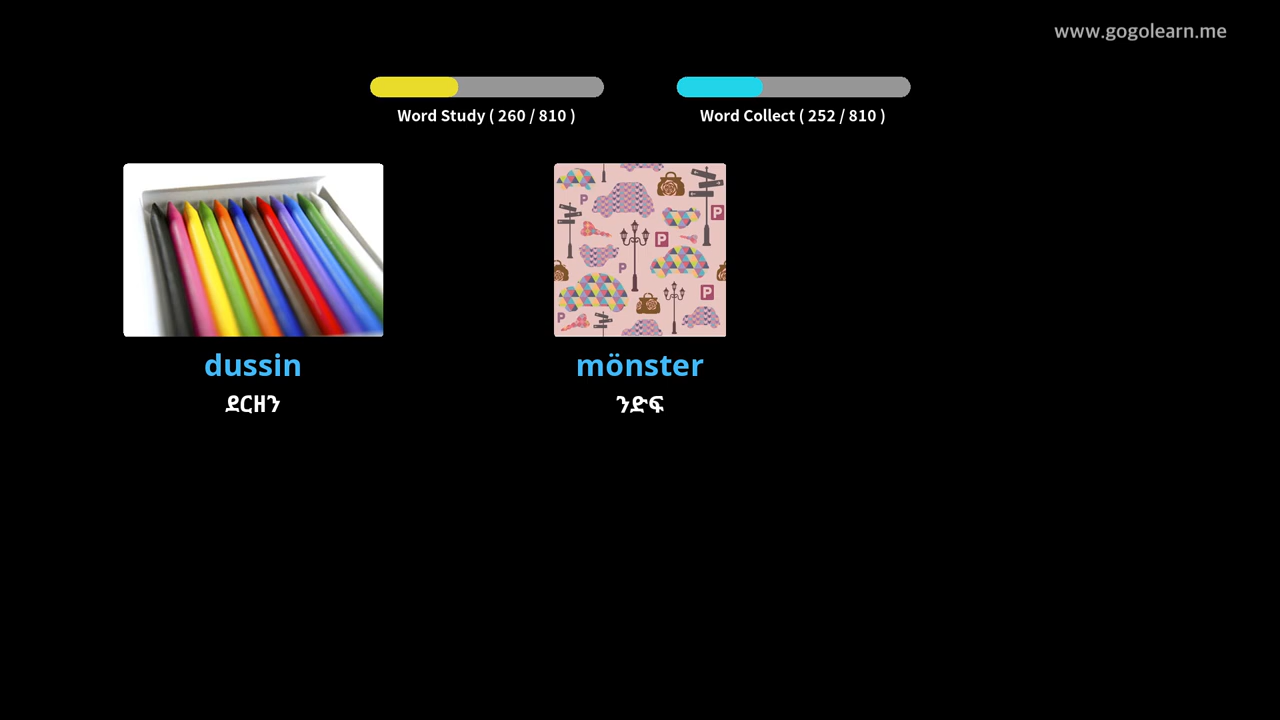 www.gogolearn.me
Word Study ( 260 / 810 )
Word Collect ( 252 / 810 )
P
P
P
P
P
P
dussin
mönster
ደርዘን
ንድፍ